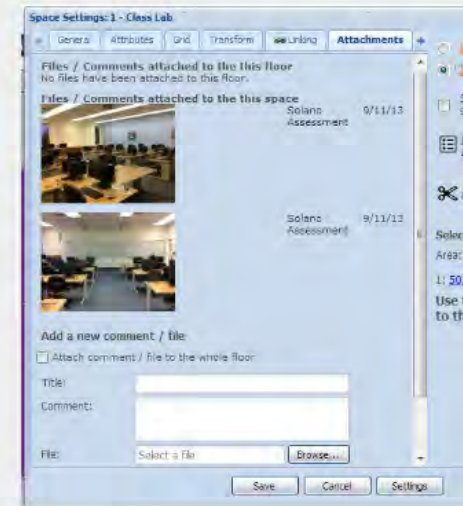 Space Settings: 1 - Class Lab
General Attributes Grid Transform Linking Attachments
Files / Comments attached to the this floor
No files have been attached to this floor.
Files / Comments attached to the this space
Solano Assessment 9/11/13
Solano Assessment 9/11/13
Add a new comment / file
Attach comment / file to the whole floor
Title:
Comment:
File: Select a file Browse...
Save Cancel Settings
Selec
Area:
1: 50
Use
to th